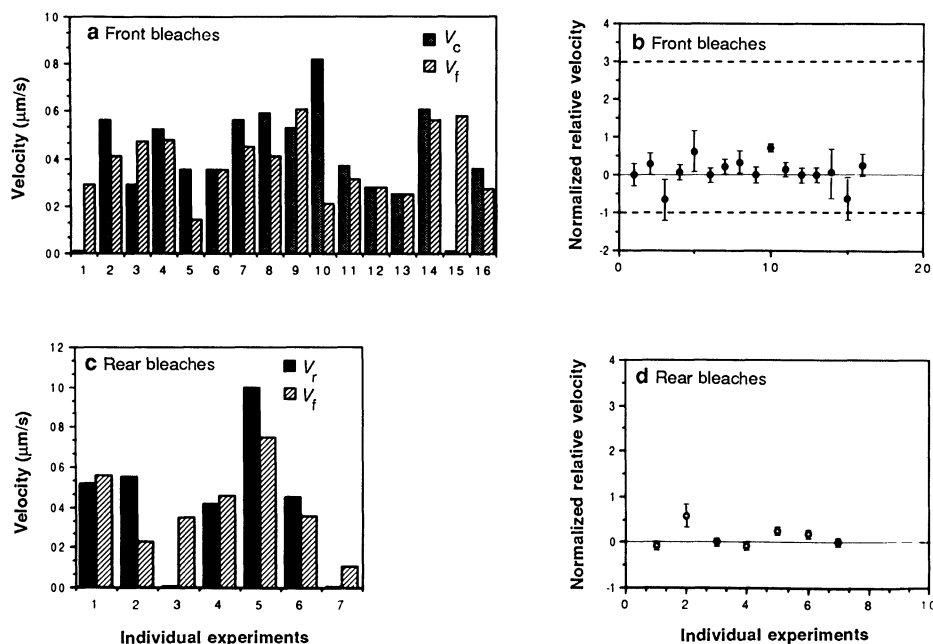 a Front bleaches
Vc
Vf
Velocity (μm/s)
1 0
0 8
0 6
0 4
0 2
0 0
1 2 3 4 5 6 7 8 9 10 11 12 13 14 15 16
b Front bleaches
Normalized relative velocity
4
3
2
1
0
-1
-2
0 10 20
c Rear bleaches
Vr
Vf
Velocity (μm/s)
1 2
1 0
0 8
0 6
0 4
0 2
0 0
1 2 3 4 5 6 7
Individual experiments
d Rear bleaches
Normalized relative velocity
4
3
2
1
0
-1
0 2 4 6 8 10
Individual experiments